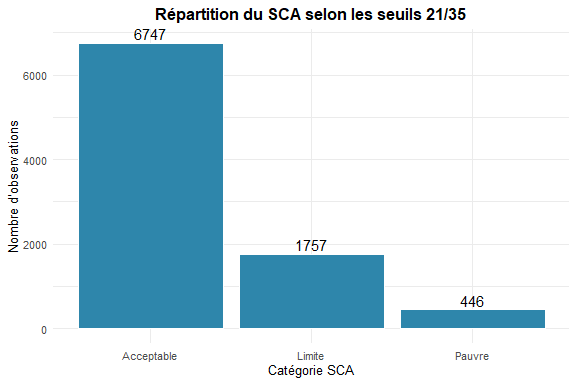 Répartition du SCA selon les seuils 21/35
6747
1757
446
6000
4000
2000
0
Nombre d'observations
Acceptable
Limite
Pauvre
Catégorie SCA